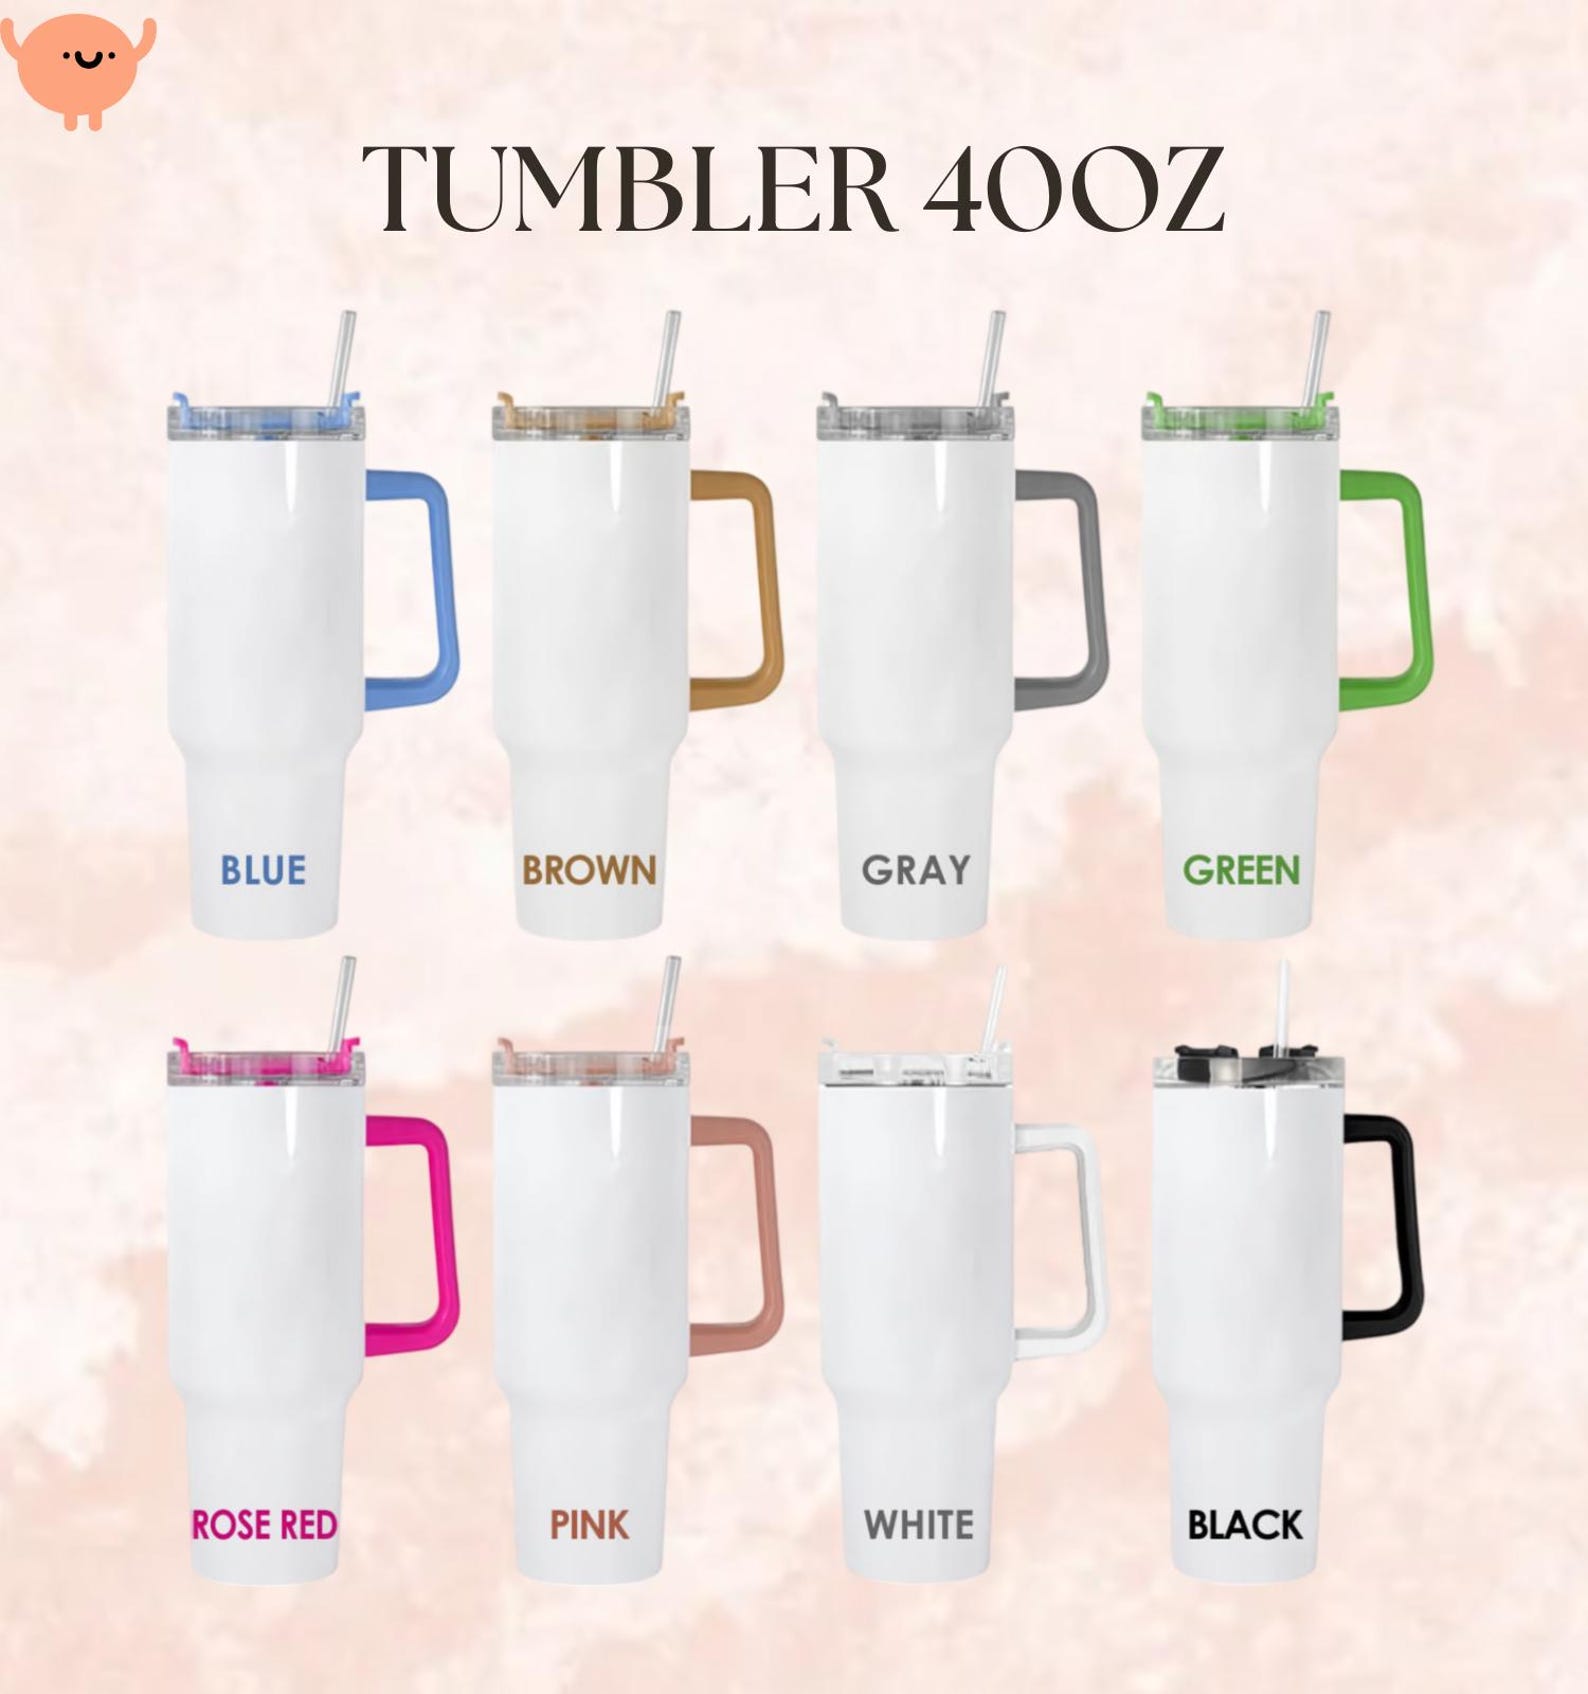 TUMBLER 40OZ
BLUE
BROWN
GRAY
GREEN
ROSE RED
PINK
WHITE
BLACK